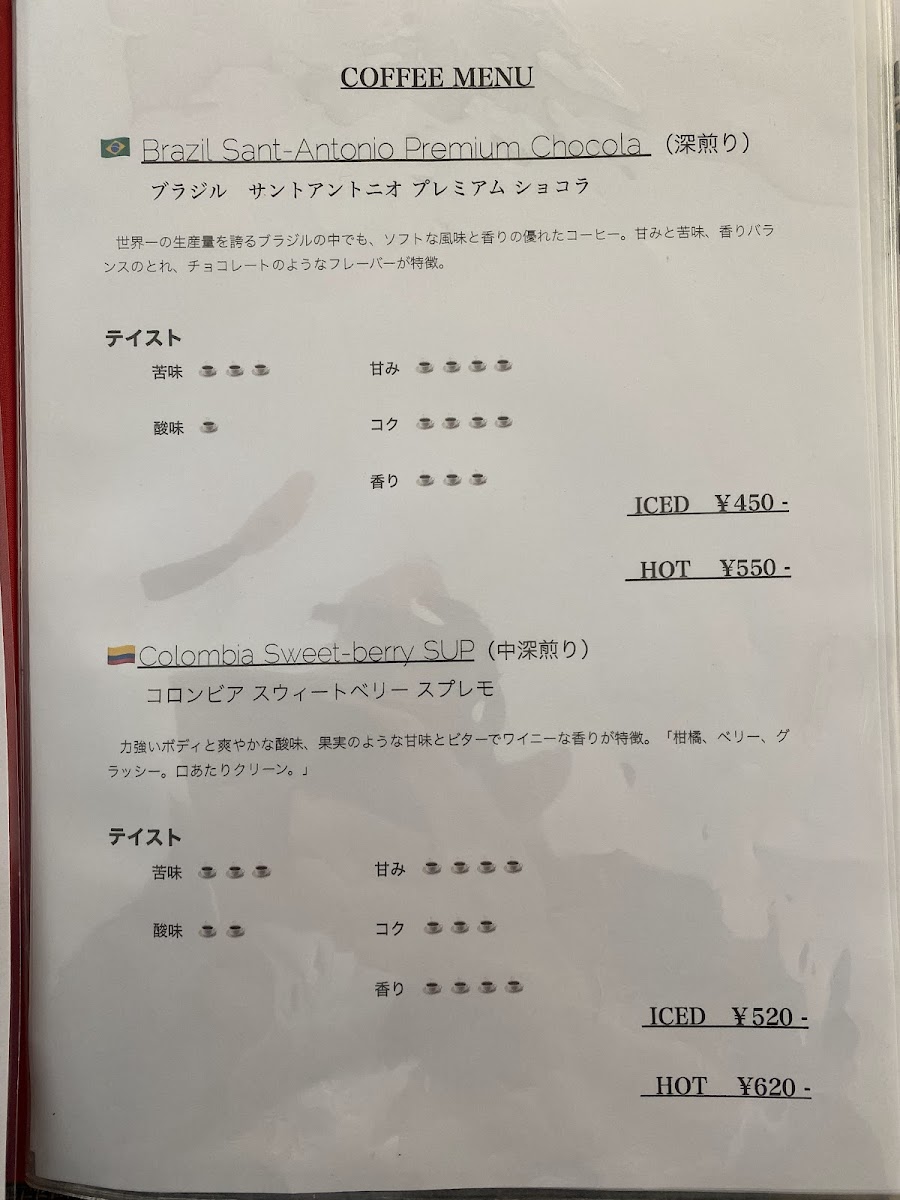 COFFEE MENU
Brazil Sant-Antonio Premium Chocola （深煎り）
ブラジル　サントアントニオ プレミアム ショコラ
世界一の生産量を誇るブラジルの中でも、ソフトな風味と香りの優れたコーヒー。甘みと苦味、香りバラ
ンスのとれ、チョコレートのようなフレーバーが特徴。
テイスト
苦味 甘み
酸味 コク
香り
ICED ￥450 -
HOT ¥550 -
Colombia Sweet-berry SUP（中深煎り）
コロンビア スウィートベリー スプレモ
力強いボディと爽やかな酸味、果実のような甘味とビターでワイニーな香りが特徴。「柑橘、ベリー、グ
ラッシー。口あたりクリーン。」
テイスト
苦味 甘み
酸味 コク
香り
ICED ￥520 -
HOT ¥620 -